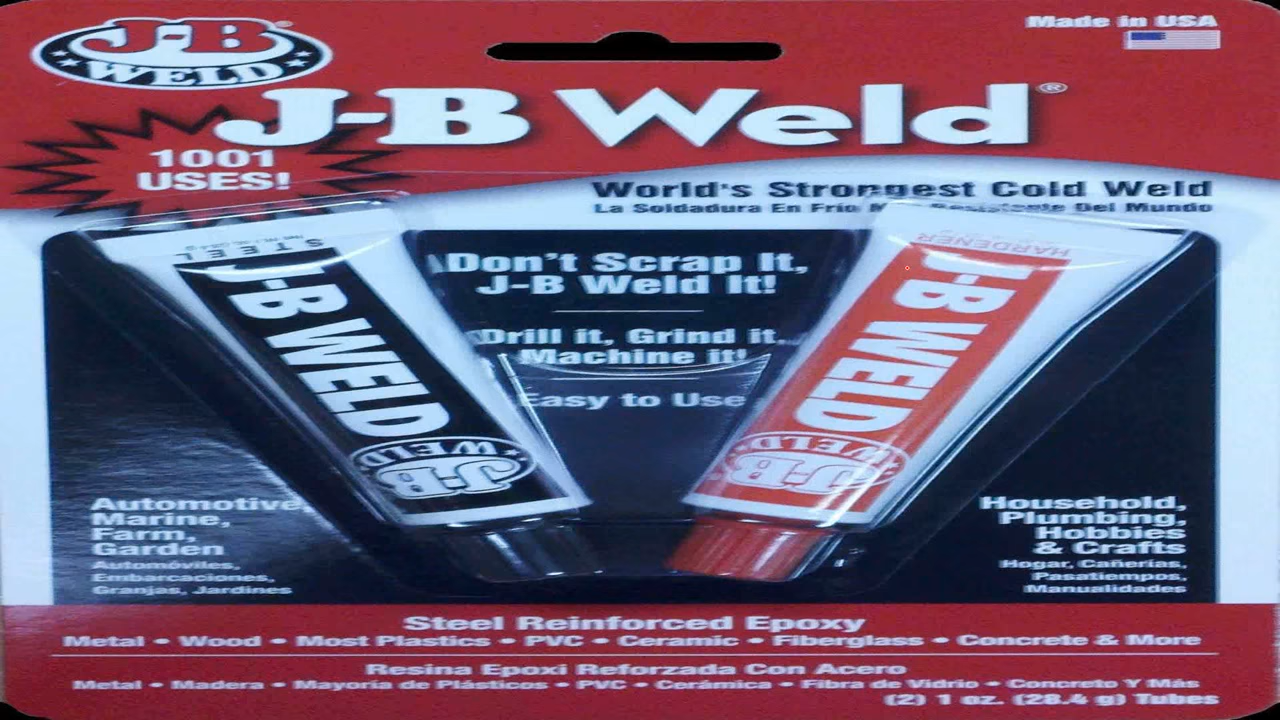 J-B
WELD
Made in USA
J-B Weld®
1001
USES!
World's Strongest Cold Weld
La Soldadura En Frio Mas Resistente Del Mundo
STEEL
J-B WELD
J-B
WELD
HARDENER
J-B WELD
J-B
WELD
Don't Scrap It,
J-B Weld It!
Drill it, Grind it,
Machine it!
Easy to Use
Automotive,
Marine,
Farm,
Garden
Automóviles,
Embarcaciones,
Granjas, Jardines
Household,
Plumbing,
Hobbies
& Crafts
Hogar, Cañerías,
Pasatiempos,
Manualidades
Steel Reinforced Epoxy
Metal • Wood • Most Plastics • PVC • Ceramic • Fiberglass • Concrete & More
Resina Epoxi Reforzada Con Acero
Metal • Madera • Mayoria de Plásticos • PVC • Cerámica • Fibra de Vidrio • Concreto Y Más
(2) 1 oz. (28.4 g) Tubes